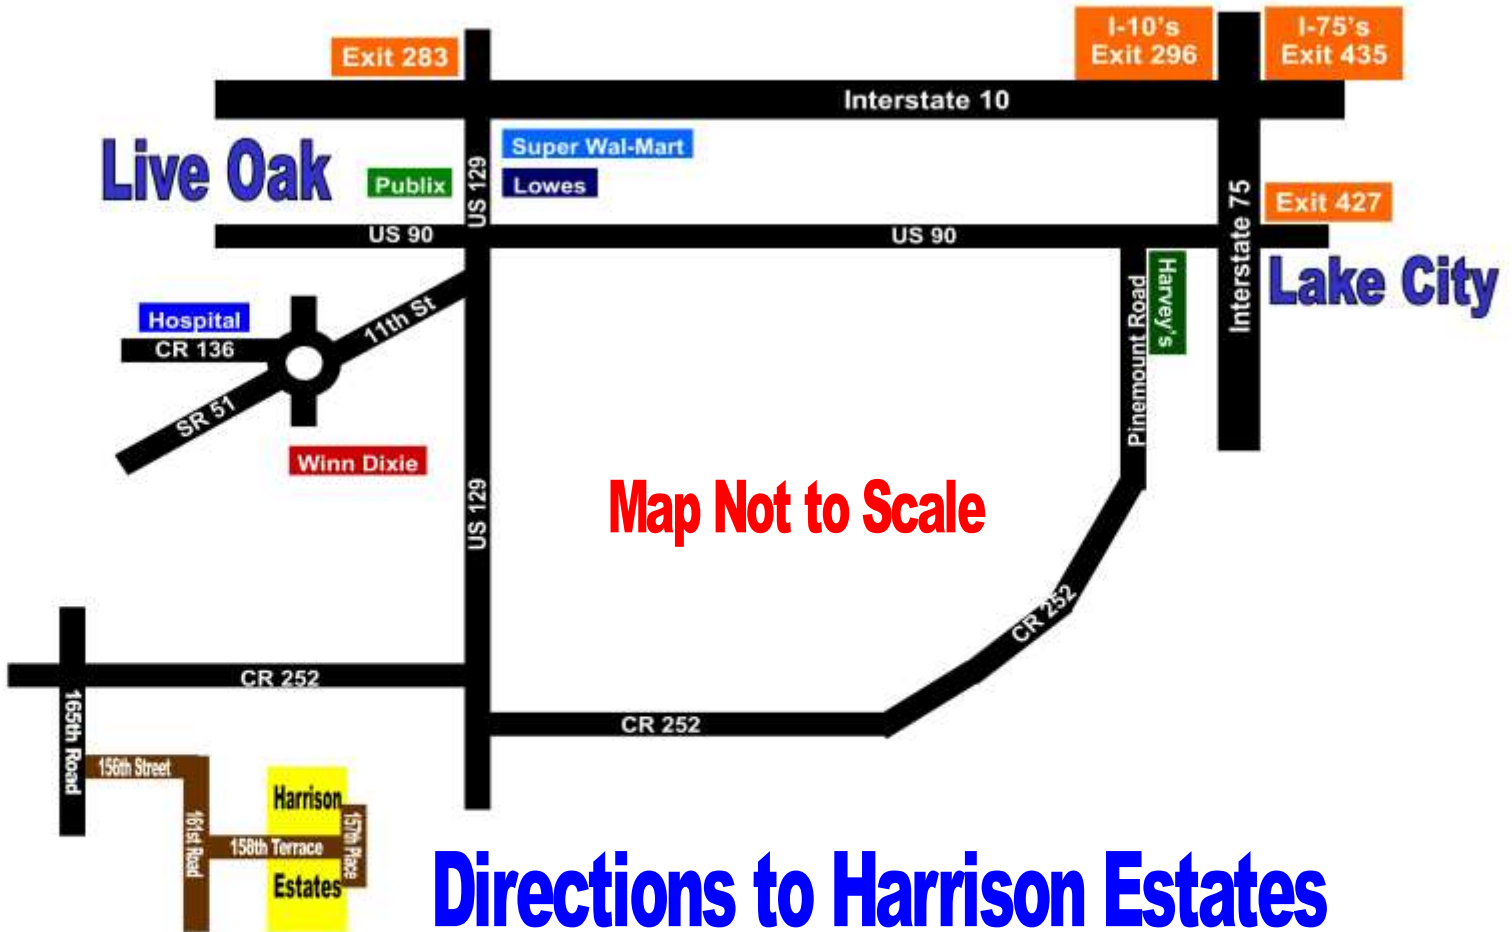 I-10's
Exit 296
I-75's
Exit 435
Exit 283
Interstate 10
Super Wal-Mart
Live Oak
Publix
US 129
Lowes
Interstate 75
Exit 427
US 90
US 90
Lake City
Harvey's
Pinemount Road
Hospital
11th St
CR 136
SR 51
Winn Dixie
US 129
Map Not to Scale
CR 252
CR 252
CR 252
165th Road
156th Street
161st Road
Harrison
158th Terrace
157th Place
Estates
Directions to Harrison Estates